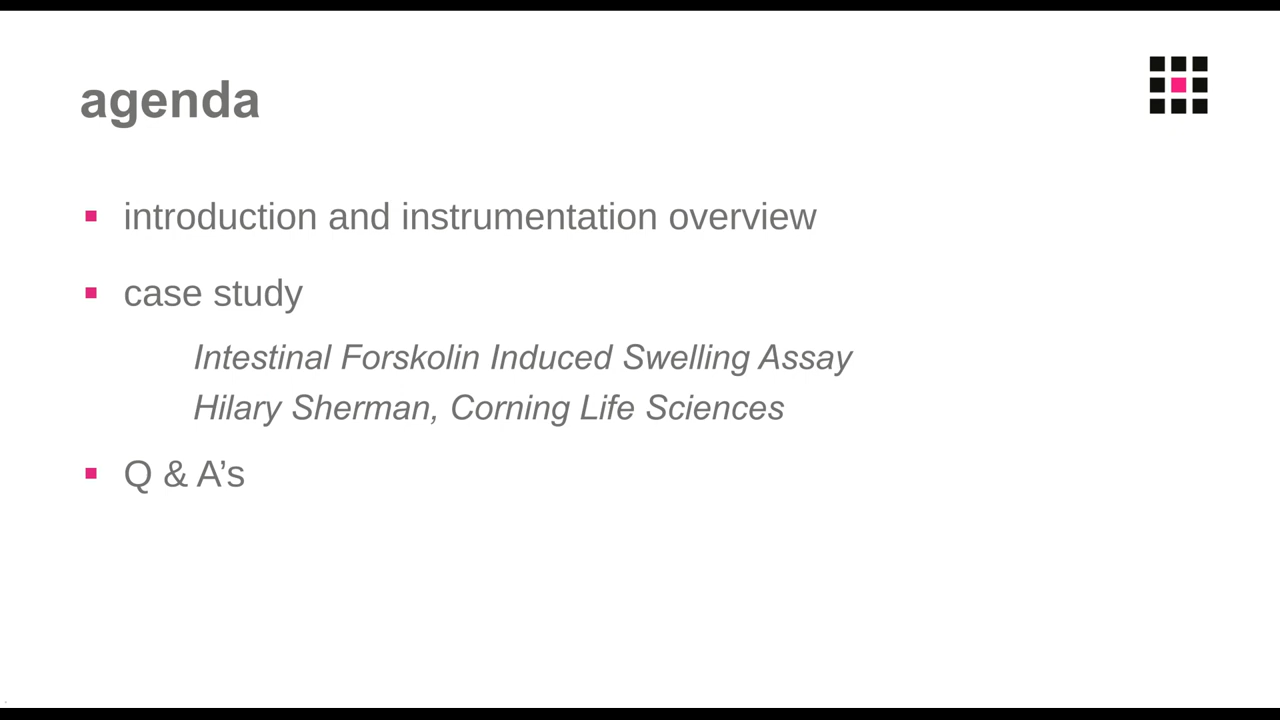 agenda
introduction and instrumentation overview
case study
Intestinal Forskolin Induced Swelling Assay
Hilary Sherman, Corning Life Sciences
Q & A’s